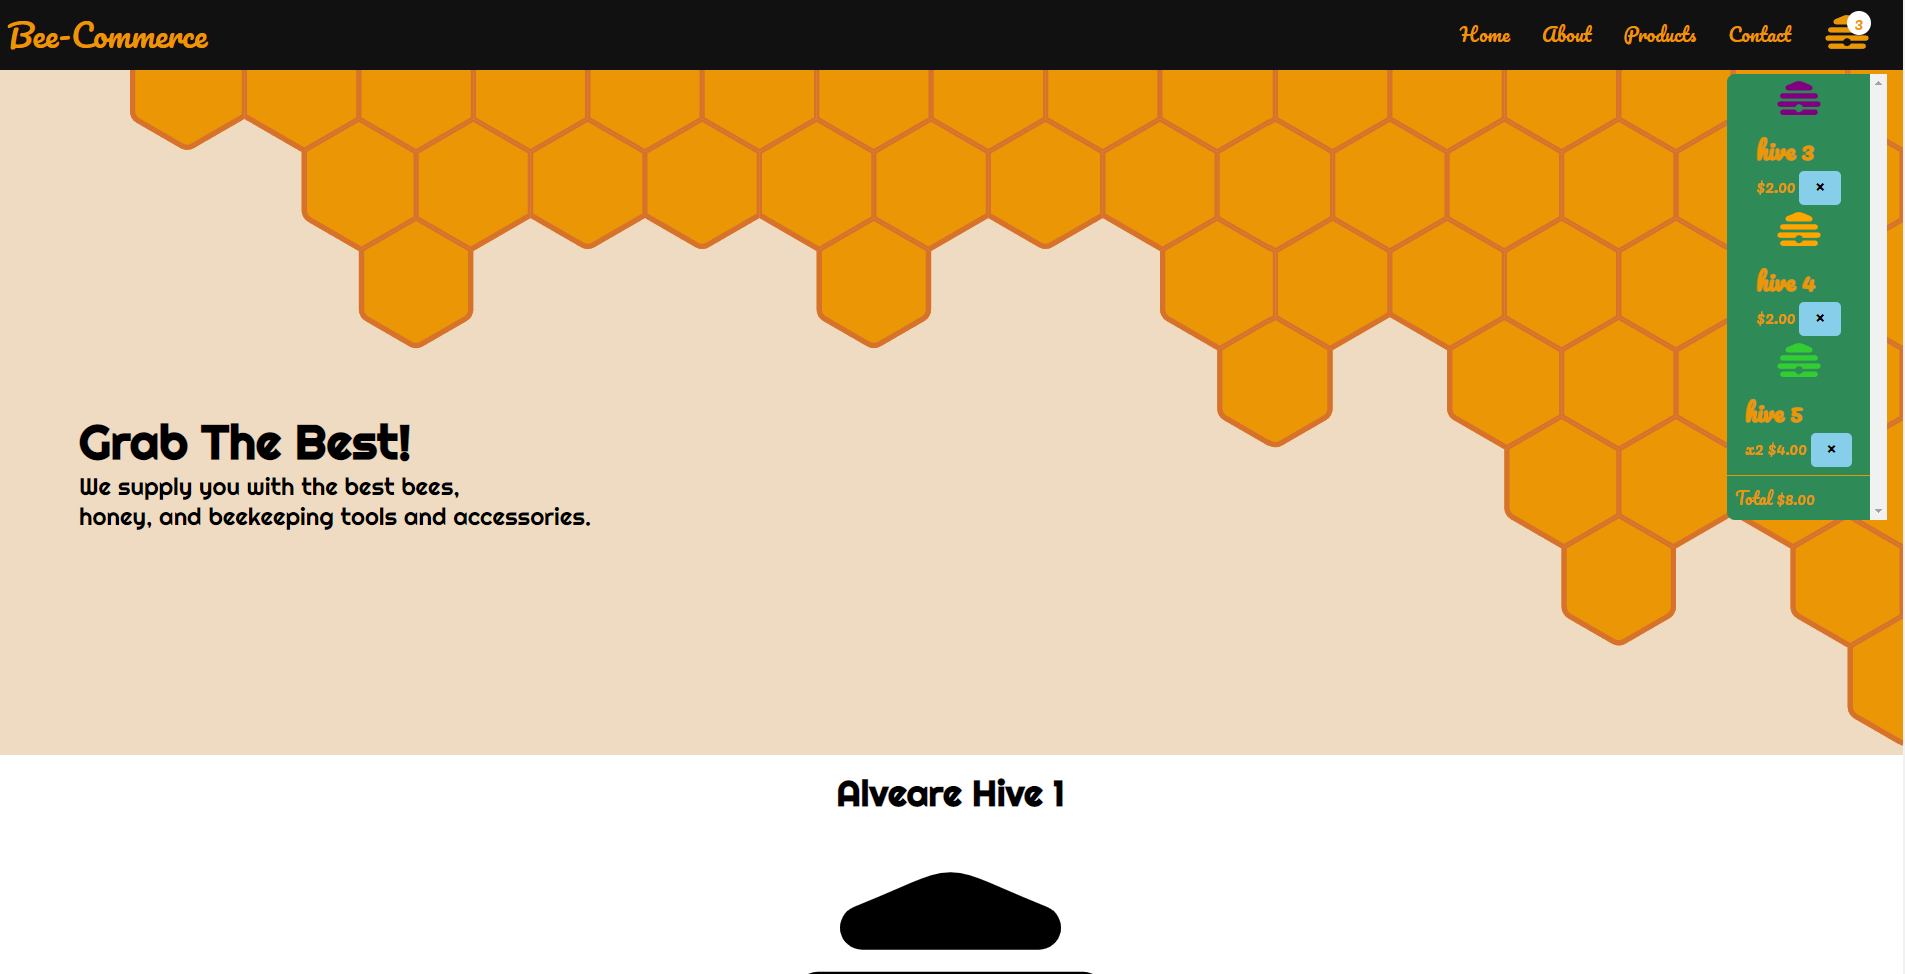 Bee-Commerce
Home
About
Products
Contact
3
hive 3
$2.00 ×
hive 4
$2.00 ×
hive 5
x2 $4.00 ×
Total $8.00
Grab The Best!
We supply you with the best bees,
honey, and beekeeping tools and accessories.
Alveare Hive 1